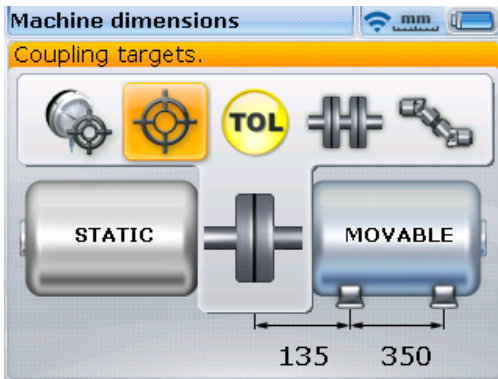 Machine dimensions
mm
Coupling targets.
TOL
STATIC
MOVABLE
135 350